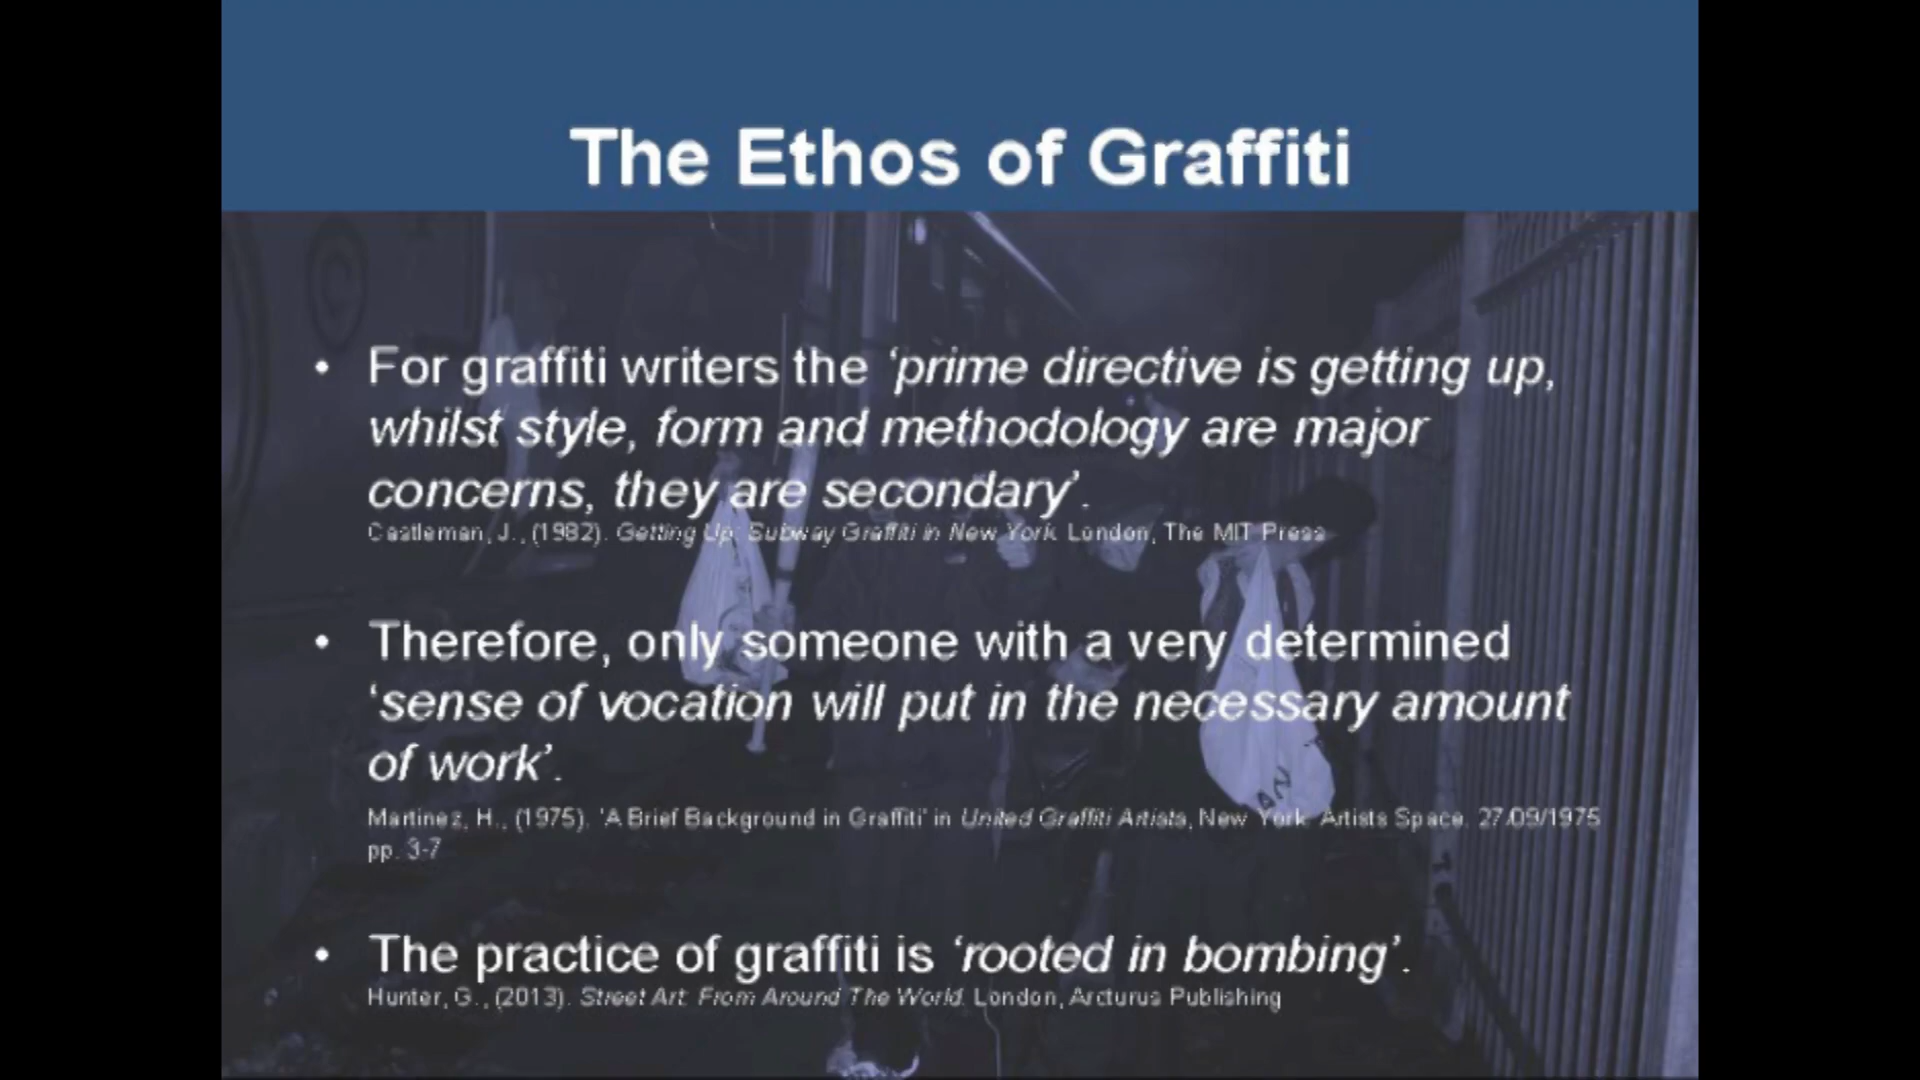 The Ethos of Graffiti
• For graffiti writers the ‘prime directive is getting up,
whilst style, form and methodology are major
concerns, they are secondary’.
Castleman, J., (1982). Getting Up: Subway Graffiti in New York. London, The MIT Press
• Therefore, only someone with a very determined
‘sense of vocation will put in the necessary amount
of work’.
Martinez, H., (1975). 'A Brief Background in Graffiti' in United Graffiti Artists, New York: Artists Space. 27/09/1975
pp. 3-7
• The practice of graffiti is ‘rooted in bombing’.
Hunter, G., (2013). Street Art: From Around The World. London, Arcturus Publishing